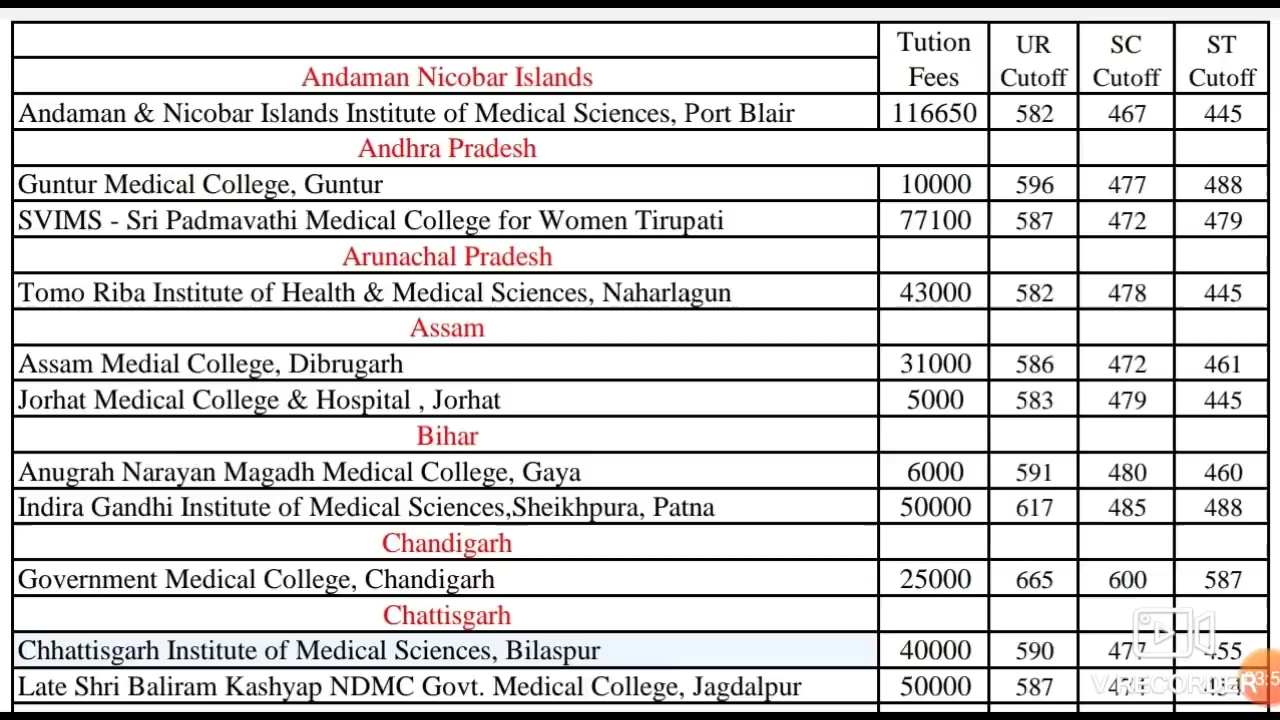 Tution Fees UR Cutoff SC Cutoff ST Cutoff
Andaman Nicobar Islands
Andaman & Nicobar Islands Institute of Medical Sciences, Port Blair 116650 582 467 445
Andhra Pradesh
Guntur Medical College, Guntur 10000 596 477 488
SVIMS - Sri Padmavathi Medical College for Women Tirupati 77100 587 472 479
Arunachal Pradesh
Tomo Riba Institute of Health & Medical Sciences, Naharlagun 43000 582 478 445
Assam
Assam Medial College, Dibrugarh 31000 586 472 461
Jorhat Medical College & Hospital , Jorhat 5000 583 479 445
Bihar
Anugrah Narayan Magadh Medical College, Gaya 6000 591 480 460
Indira Gandhi Institute of Medical Sciences,Sheikhpura, Patna 50000 617 485 488
Chandigarh
Government Medical College, Chandigarh 25000 665 600 587
Chattisgarh
Chhattisgarh Institute of Medical Sciences, Bilaspur 40000 590 477 455
Late Shri Baliram Kashyap NDMC Govt. Medical College, Jagdalpur 50000 587
VRECORDER